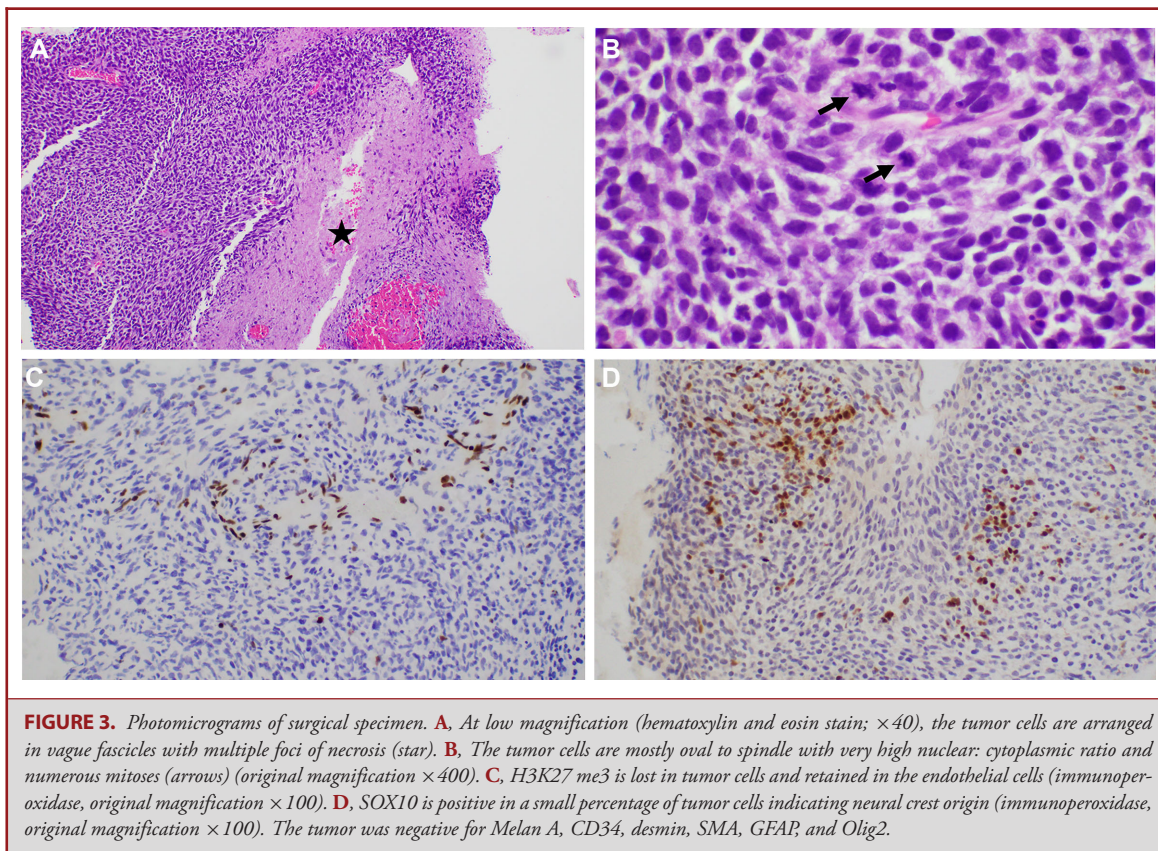 A
B
C
D
FIGURE 3. Photomicrograms of surgical specimen. A, At low magnification (hematoxylin and eosin stain; ×40), the tumor cells are arranged
in vague fascicles with multiple foci of necrosis (star). B, The tumor cells are mostly oval to spindle with very high nuclear: cytoplasmic ratio and
numerous mitoses (arrows) (original magnification ×400). C, H3K27 me3 is lost in tumor cells and retained in the endothelial cells (immunoper-
oxidase, original magnification ×100). D, SOX10 is positive in a small percentage of tumor cells indicating neural crest origin (immunoperoxidase,
original magnification ×100). The tumor was negative for Melan A, CD34, desmin, SMA, GFAP, and Olig2.